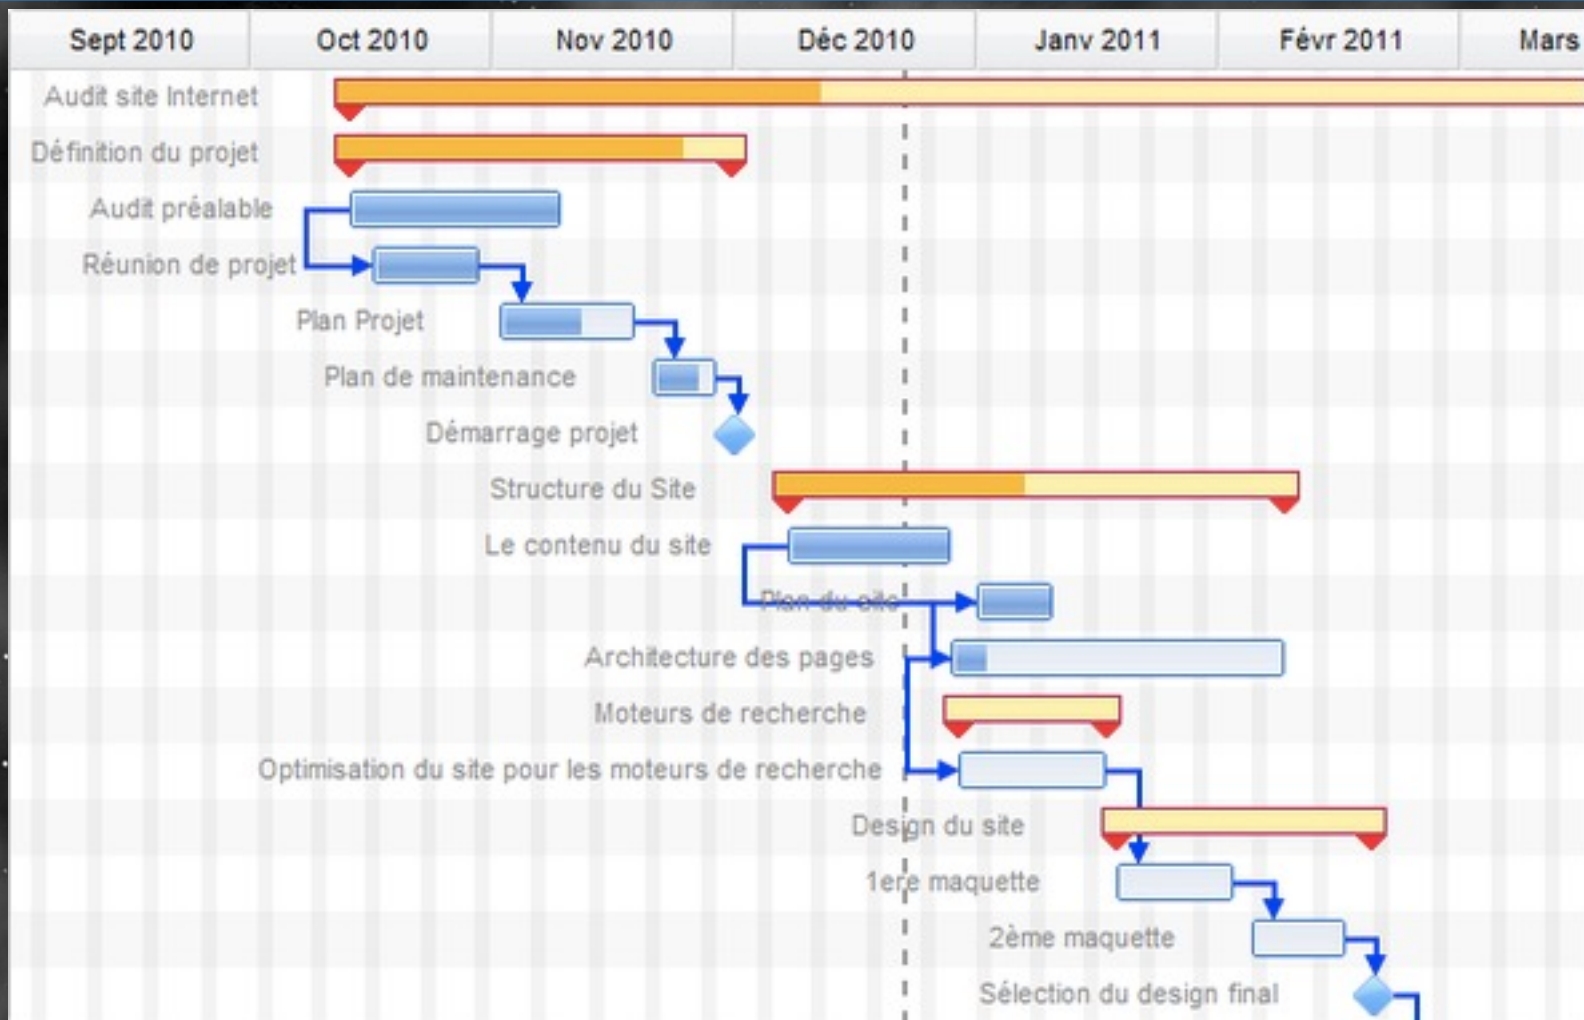 Sept 2010 Oct 2010 Nov 2010 Déc 2010 Janv 2011 Févr 2011 Mars
Audit site Internet
Définition du projet
Audit préalable
Réunion de projet
Plan Projet
Plan de maintenance
Démarrage projet
Structure du Site
Le contenu du site
Plan du site
Architecture des pages
Moteurs de recherche
Optimisation du site pour les moteurs de recherche
Design du site
1ere maquette
2ème maquette
Sélection du design final